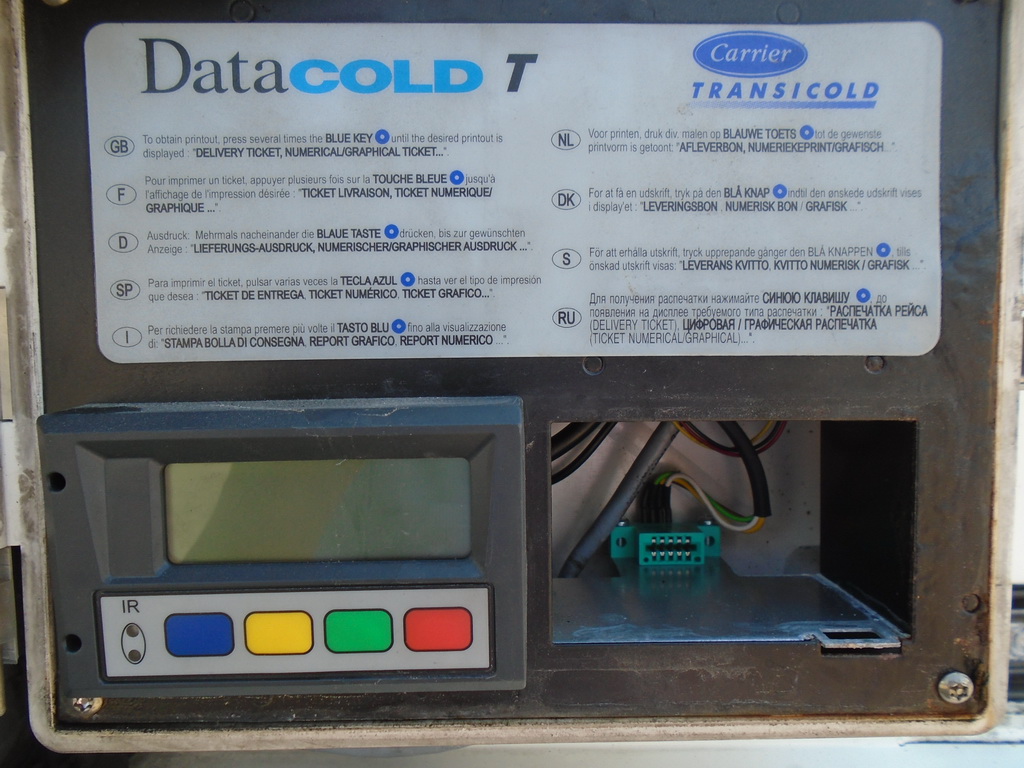 DataCOLD T
Carrier
TRANSICOLD
GB
To obtain printout, press several times the BLUE KEY until the desired printout is
displayed : "DELIVERY TICKET, NUMERICAL/GRAPHICAL TICKET...".
F
Pour imprimer un ticket, appuyer plusieurs fois sur la TOUCHE BLEUE jusqu'à
l'affichage de l'impression désirée : "TICKET LIVRAISON, TICKET NUMERIQUE/
GRAPHIQUE ...".
D
Ausdruck: Mehrmals nacheinander die BLAUE TASTE drücken, bis zur gewünschten
Anzeige : "LIEFERUNGS-AUSDRUCK, NUMERISCHER/GRAPHISCHER AUSDRUCK ...".
SP
Para imprimir el ticket, pulsar varias veces la TECLA AZUL hasta ver el tipo de impresión
que desea : "TICKET DE ENTREGA, TICKET NUMÉRICO, TICKET GRAFICO...".
I
Per richiedere la stampa premere più volte il TASTO BLU fino alla visualizzazione
di: "STAMPA BOLLA DI CONSEGNA, REPORT GRAFICO, REPORT NUMERICO ...".
NL
Voor printen, druk div. malen op BLAUWE TOETS tot de gewenste
printvorm is getoont: "AFLEVERBON, NUMERIEKEPRINT/GRAFISCH ...".
DK
For at få en udskrift, tryk på den BLÅ KNAP indtil den ønskede udskrift vises
i display'et : "LEVERINGSBON , NUMERISK BON / GRAFISK ...".
S
För att erhålla utskrift, tryck upprepande gånger den BLÅ KNAPPEN , tills
önskad utskrift visas: "LEVERANS KVITTO, KVITTO NUMERISK / GRAFISK ...".
RU
Для получения распечатки нажимайте СИНЮЮ КЛАВИШУ , до
появления на дисплее требуемого типа распечатки : "РАСПЕЧАТКА РЕЙСА
(DELIVERY TICKET), ЦИФРОВАЯ / ГРАФИЧЕСКАЯ РАСПЕЧАТКА
(TICKET NUMERICAL/GRAPHICAL)...".
IR